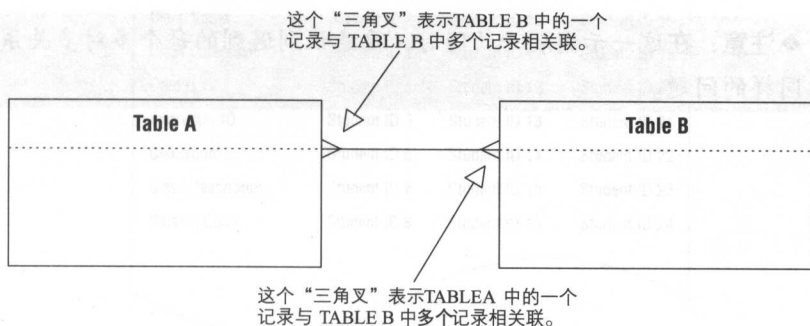 这个“三角叉”表示TABLE B 中的一个
记录与 TABLE B 中多个记录相关联。
Table A
Table B
这个“三角叉”表示TABLEA 中的一个
记录与 TABLE B 中多个记录相关联。